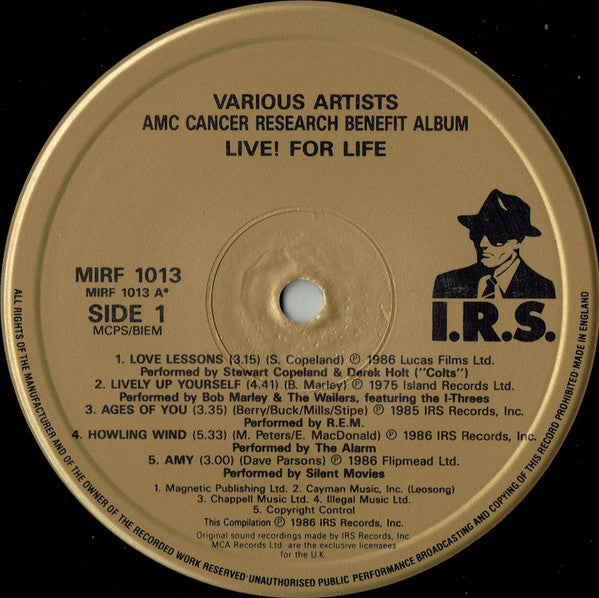 VARIOUS ARTISTS
AMC CANCER RESEARCH BENEFIT ALBUM
LIVE! FOR LIFE
MIRF 1013
MIRF 1013 A*
SIDE 1
MCPS/BIEM
I.R.S.
1. LOVE LESSONS (3.15) (S. Copeland) ℗ 1986 Lucas Films Ltd.
Performed by Stewart Copeland & Derek Holt ("Colts")
2. LIVELY UP YOURSELF (4.41) (B. Marley) ℗ 1975 Island Records Ltd.
Performed by Bob Marley & The Wailers, featuring the I-Threes
3. AGES OF YOU (3.35) (Berry/Buck/Mills/Stipe) ℗ 1985 IRS Records, Inc.
Performed by R.E.M.
4. HOWLING WIND (5.33) (M. Peters/E. MacDonald) ℗ 1986 IRS Records, Inc.
Performed by The Alarm
5. AMY (3.00) (Dave Parsons) ℗ 1986 Flipmead Ltd.
Performed by Silent Movies
1. Magnetic Publishing Ltd. 2. Cayman Music, Inc. (Leosong)
3. Chappell Music Ltd. 4. Illegal Music Ltd.
5. Copyright Control
This Compilation ℗ 1986 IRS Records, Inc.
Original sound recordings made by IRS Records, Inc.
MCA Records Ltd. are the exclusive licensees
for the U.K
ALL RIGHTS OF THE MANUFACTURER AND OF THE OWNER OF THE RECORDED WORK RESERVED·UNAUTHORISED PUBLIC PERFORMANCE BROADCASTING AND COPYING OF THIS RECORD PROHIBITED·MADE IN ENGLAND